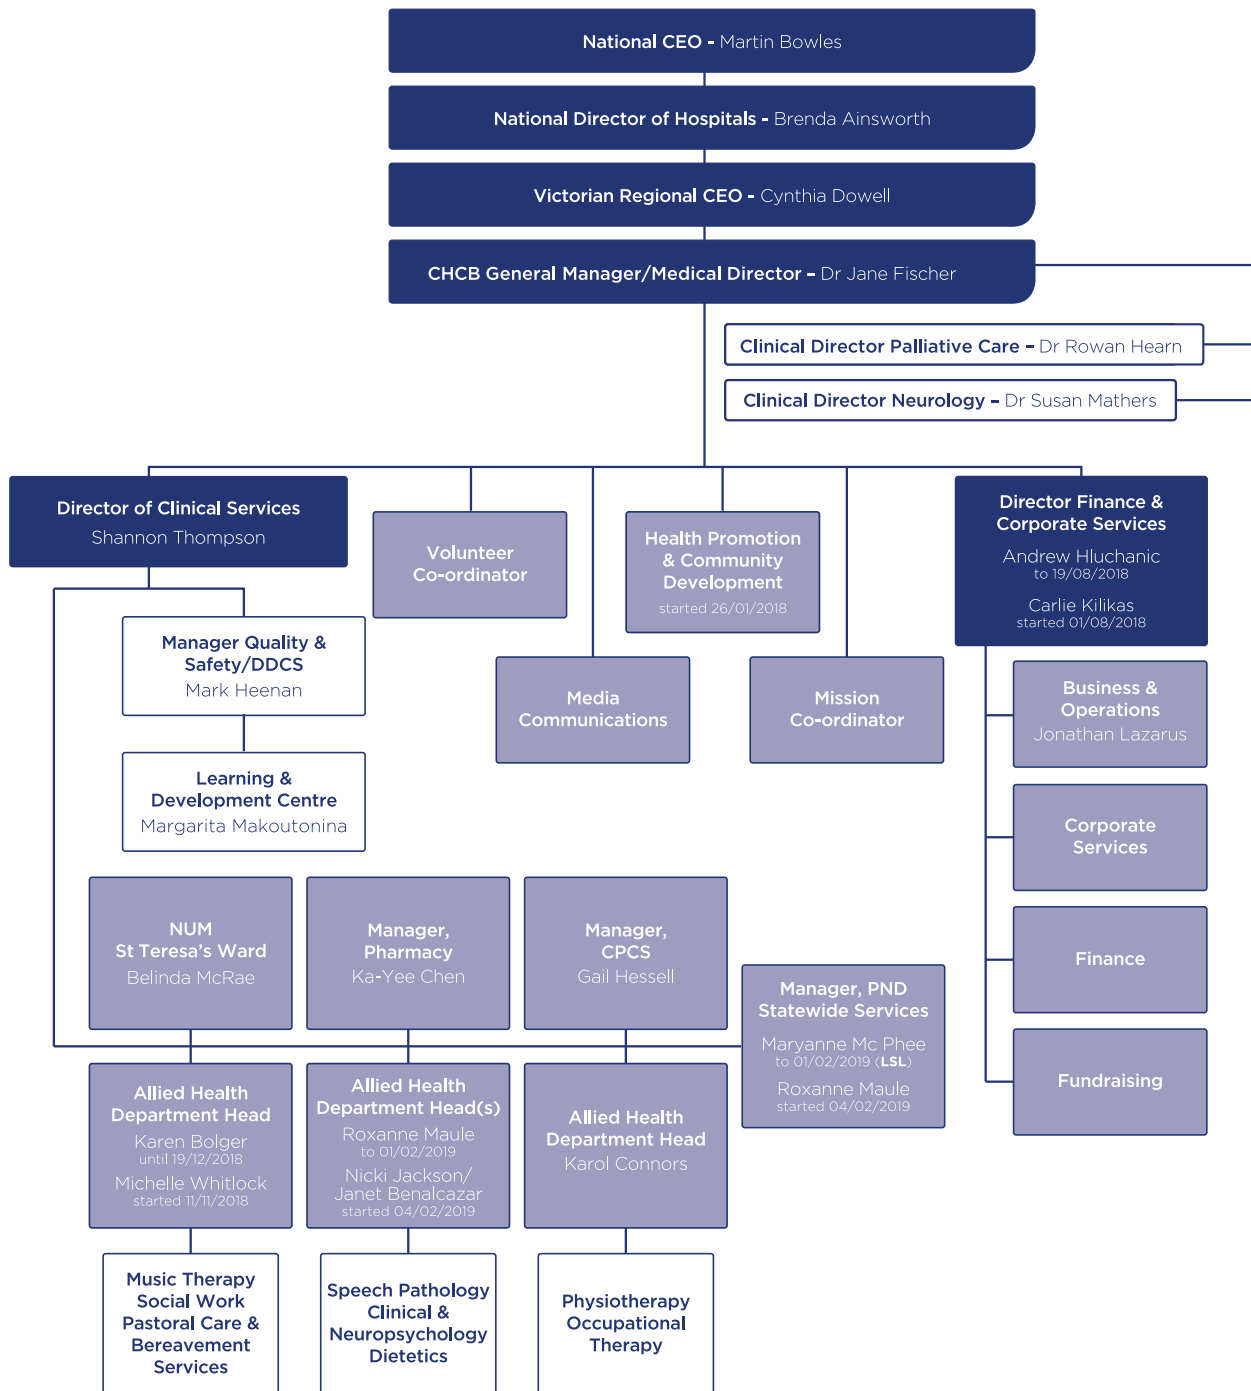 National CEO - Martin Bowles
National Director of Hospitals - Brenda Ainsworth
Victorian Regional CEO - Cynthia Dowell
CHCB General Manager/Medical Director – Dr Jane Fischer
Clinical Director Palliative Care – Dr Rowan Hearn
Clinical Director Neurology – Dr Susan Mathers
Director of Clinical Services
Shannon Thompson
Volunteer
Co-ordinator
Health Promotion
& Community
Development
started 26/01/2018
Director Finance &
Corporate Services
Andrew Hluchanic
to 19/08/2018
Carlie Kilikas
started 01/08/2018
Manager Quality &
Safety/DDCS
Mark Heenan
Media
Communications
Mission
Co-ordinator
Business &
Operations
Jonathan Lazarus
Learning &
Development Centre
Margarita Makoutonina
Corporate
Services
NUM
St Teresa's Ward
Belinda McRae
Manager,
Pharmacy
Ka-Yee Chen
Manager,
CPCS
Gail Hessell
Finance
Manager, PND
Statewide Services
Maryanne Mc Phee
to 01/02/2019 (LSL)
Roxanne Maule
started 04/02/2019
Fundraising
Allied Health
Department Head
Karen Bolger
until 19/12/2018
Michelle Whitlock
started 11/11/2018
Allied Health
Department Head(s)
Roxanne Maule
to 01/02/2019
Nicki Jackson/
Janet Benalcazar
started 04/02/2019
Allied Health
Department Head
Karol Connors
Music Therapy
Social Work
Pastoral Care &
Bereavement
Services
Speech Pathology
Clinical &
Neuropsychology
Dietetics
Physiotherapy
Occupational
Therapy